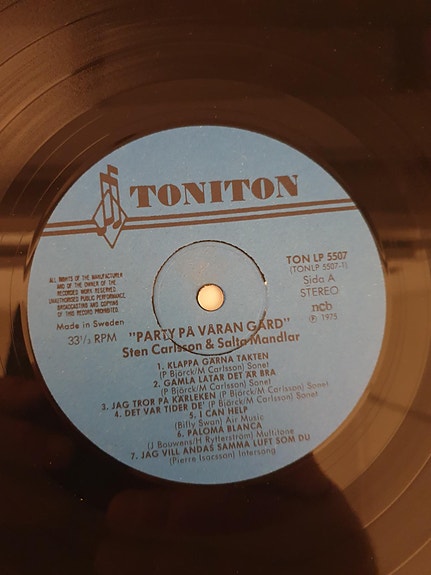 TONITON
TON LP 5507
(TONLP 5507-1)
Sida A
STEREO
ncb
Ⓟ 1975
ALL RIGHTS OF THE MANUFACTURER
AND OF THE OWNER OF THE
RECORDED WORK RESERVED.
UNAUTHORISED PUBLIC PERFORMANCE,
BROADCASTING AND COPYING
OF THIS RECORD PROHIBITED.
Made in Sweden
33⅓ RPM
"PARTY PÅ VÅRAN GÅRD"
Sten Carlsson & Salta Mandlar
1. KLAPPA GÄRNA TAKTEN
(P Björck/M Carlsson) Sonet
2. GAMLA LÅTAR DET ÄR BRA
(P Björck/M Carlsson) Sonet
3. JAG TROR PÅ KÄRLEKEN (P Björck/M Carlsson) Sonet
4. DET VAR TIDER DE' (P Björck/M Carlsson) Sonet
5. I CAN HELP
(Billy Swan) Air Music
6. PALOMA BLANCA
(J Bouwens/H Rytterström) Multitone
7. JAG VILL ANDAS SAMMA LUFT SOM DU
(Pierre Isacsson) Intersong